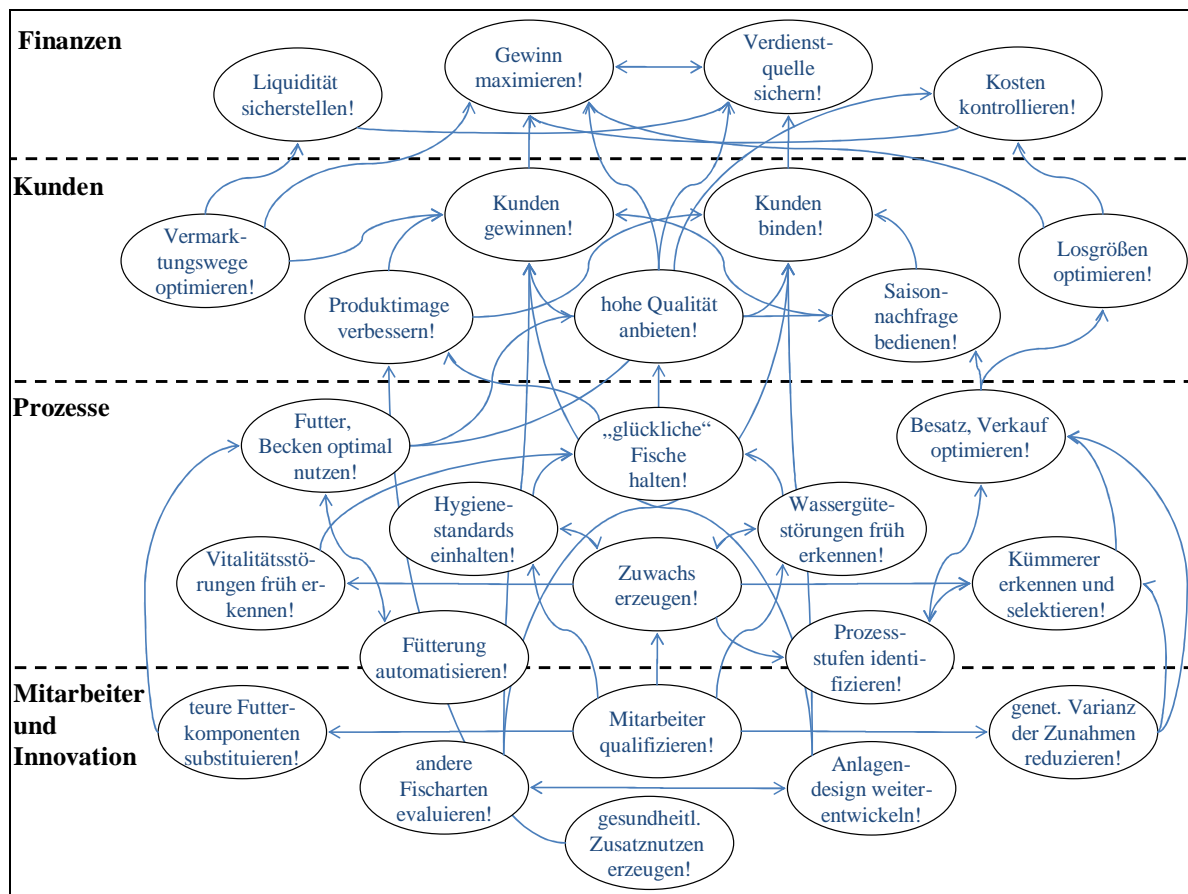 Finanzen
Liquidität
sicherstellen!
Gewinn
maximieren!
Verdienst-
quelle
sichern!
Kosten
kontrollieren!
Kunden
Vermark-
tungswege
optimieren!
Kunden
gewinnen!
Kunden
binden!
Losgrößen
optimieren!
Produktimage
verbessern!
hohe Qualität
anbieten!
Saison-
nachfrage
bedienen!
Prozesse
Futter,
Becken optimal
nutzen!
„glückliche“
Fische
halten!
Besatz, Verkauf
optimieren!
Hygiene-
standards
einhalten!
Wassergüte-
störungen früh
erkennen!
Vitalitätsstö-
rungen früh er-
kennen!
Zuwachs
erzeugen!
Kümmerer
erkennen und
selektieren!
Fütterung
automatisieren!
Prozess-
stufen identi-
fizieren!
Mitarbeiter
und
Innovation
teure Futter-
komponenten
substituieren!
Mitarbeiter
qualifizieren!
genet. Varianz
der Zunahmen
reduzieren!
andere
Fischarten
evaluieren!
Anlagen-
design weiter-
entwickeln!
gesundheitl.
Zusatznutzen
erzeugen!